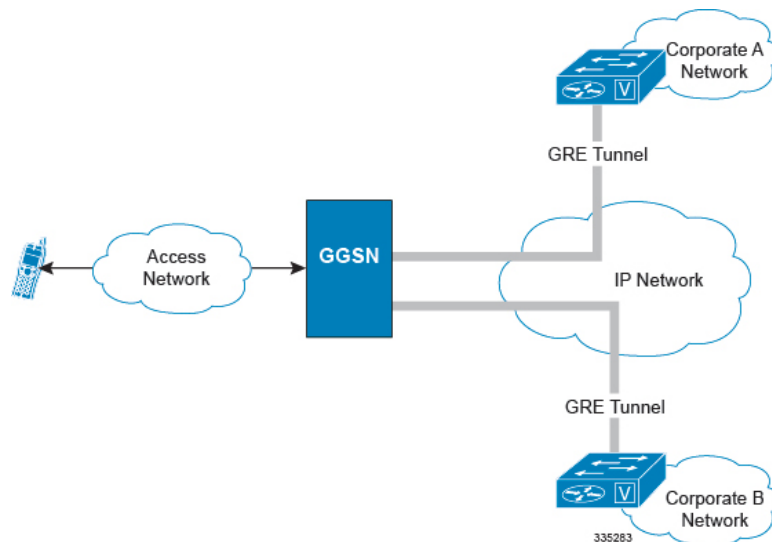 Corporate A
Network
V
GRE Tunnel
Access
Network
GGSN
IP Network
GRE Tunnel
V
Corporate B
Network
335283